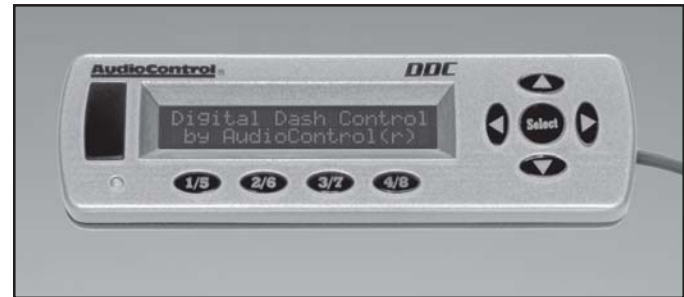 AudioControl®
DDC
Digital Dash Control
by AudioControl(r)
Select
1/5 2/6 3/7 4/8